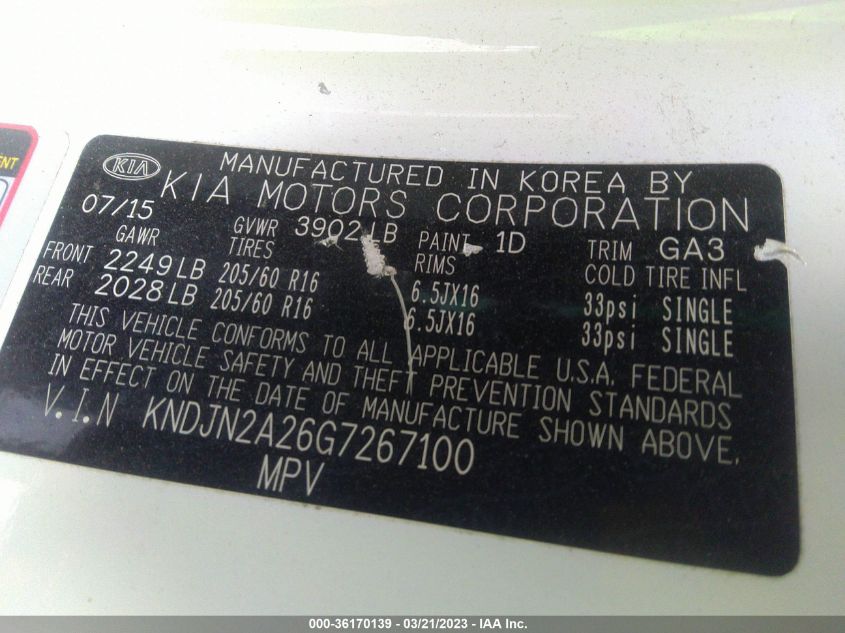 ENT
KIA MANUFACTURED IN KOREA BY
KIA MOTORS CORPORATION
07/15 GVWR 3902LB PAINT 1D TRIM GA3
GAWR TIRES RIMS COLD TIRE INFL
FRONT 2249LB 205/60 R16 6.5JX16 33psi SINGLE
REAR 2028LB 205/60 R16 6.5JX16 33psi SINGLE
THIS VEHICLE CONFORMS TO ALL APPLICABLE U.S.A. FEDERAL
MOTOR VEHICLE SAFETY AND THEFT PREVENTION STANDARDS
IN EFFECT ON THE DATE OF MANUFACTURE SHOWN ABOVE.
V.I.N KNDJN2A26G7267100
MPV
000-36170139 - 03/21/2023 - IAA Inc.